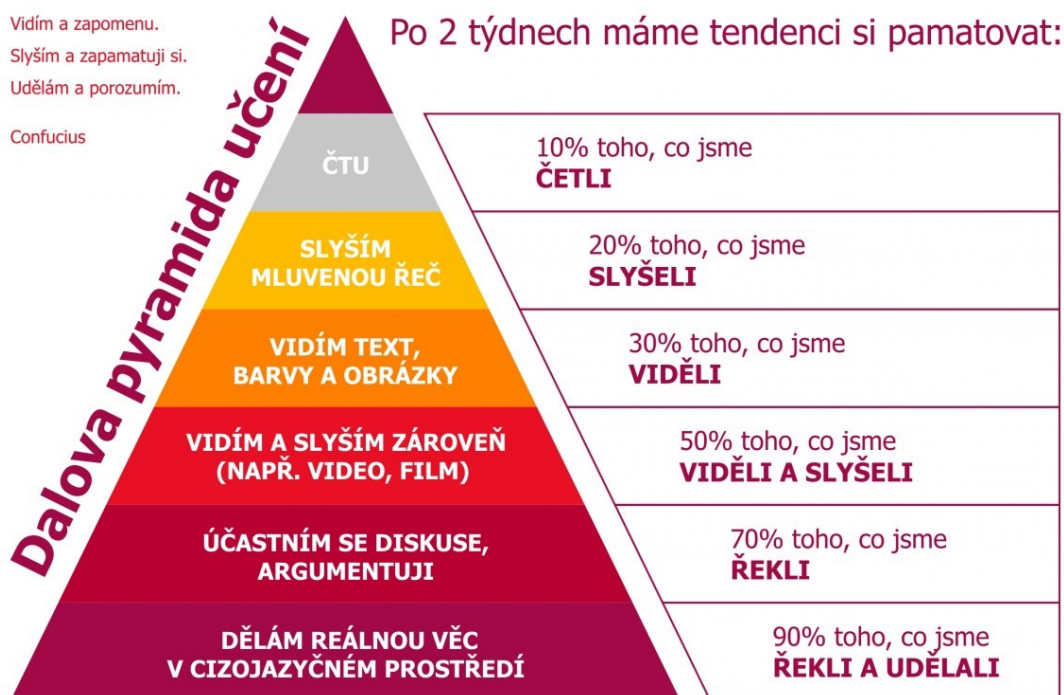 Vidím a zapomenu.
Slyším a zapamatuji si.
Udělám a porozumím.
Confucius
Dalova pyramida učení
Po 2 týdnech máme tendenci si pamatovat:
ČTU
10% toho, co jsme
ČETLI
SLYŠÍM
MLUVENOU ŘEČ
20% toho, co jsme
SLYŠELI
VIDÍM TEXT,
BARVY A OBRÁZKY
30% toho, co jsme
VIDĚLI
VIDÍM A SLYŠÍM ZÁROVEŇ
(NAPŘ. VIDEO, FILM)
50% toho, co jsme
VIDĚLI A SLYŠELI
ÚČASTNÍM SE DISKUSE,
ARGUMENTUJI
70% toho, co jsme
ŘEKLI
DĚLÁM REÁLNOU VĚC
V CIZOJAZYČNÉM PROSTŘEDÍ
90% toho, co jsme
ŘEKLI A UDĚLALI